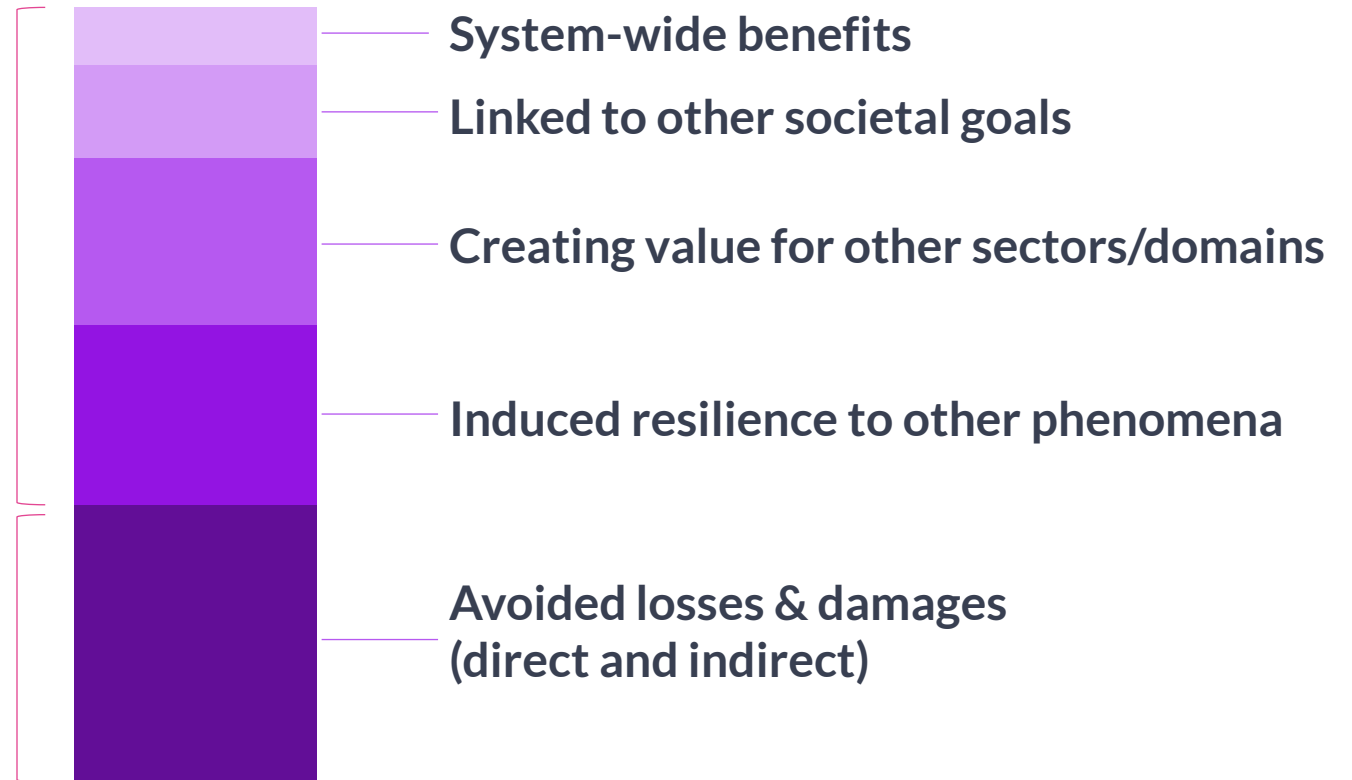 System-wide benefits
Linked to other societal goals
Creating value for other sectors/domains
Induced resilience to other phenomena
Avoided losses & damages
(direct and indirect)